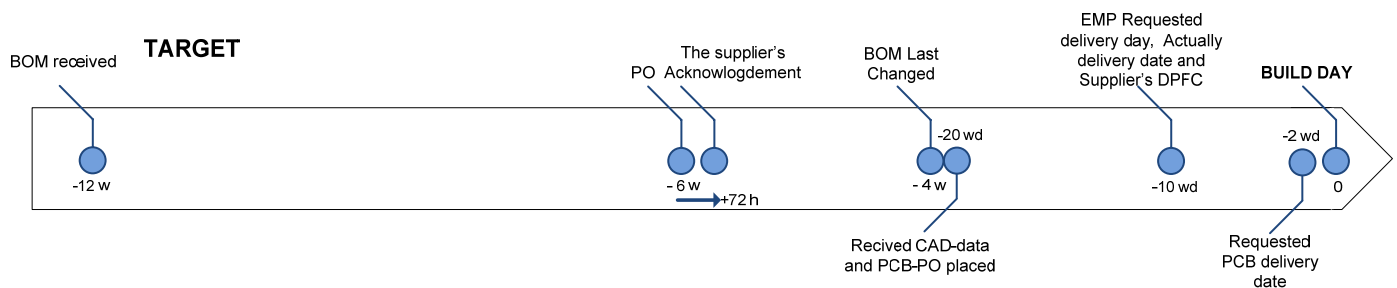 TARGET
BOM received
PO
The supplier's
Acknowlogdement
BOM Last
Changed
EMP Requested
delivery day, Actually
delivery date and
Supplier's DPFC
BUILD DAY
-12 w
- 6 w
+72 h
- 4 w
-20 wd
-10 wd
-2 wd
0
Recived CAD-data
and PCB-PO placed
Requested
PCB delivery
date